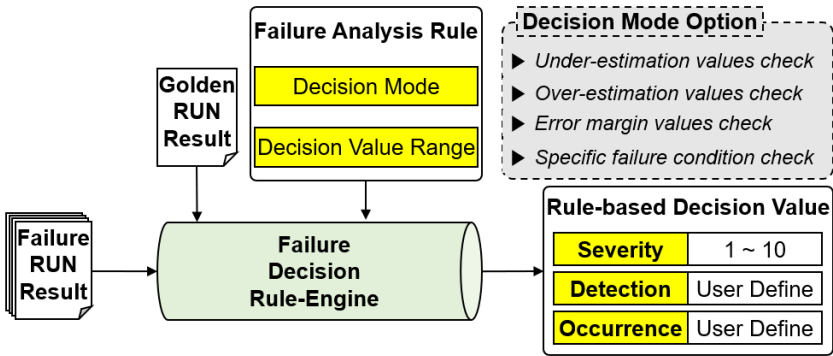 Failure Analysis Rule
Decision Mode
Decision Value Range
Decision Mode Option
Under-estimation values check
Over-estimation values check
Error margin values check
Specific failure condition check
Golden
RUN
Result
Failure
RUN
Result
Failure
Decision
Rule-Engine
Rule-based Decision Value
Severity 1 ~ 10
Detection User Define
Occurrence User Define